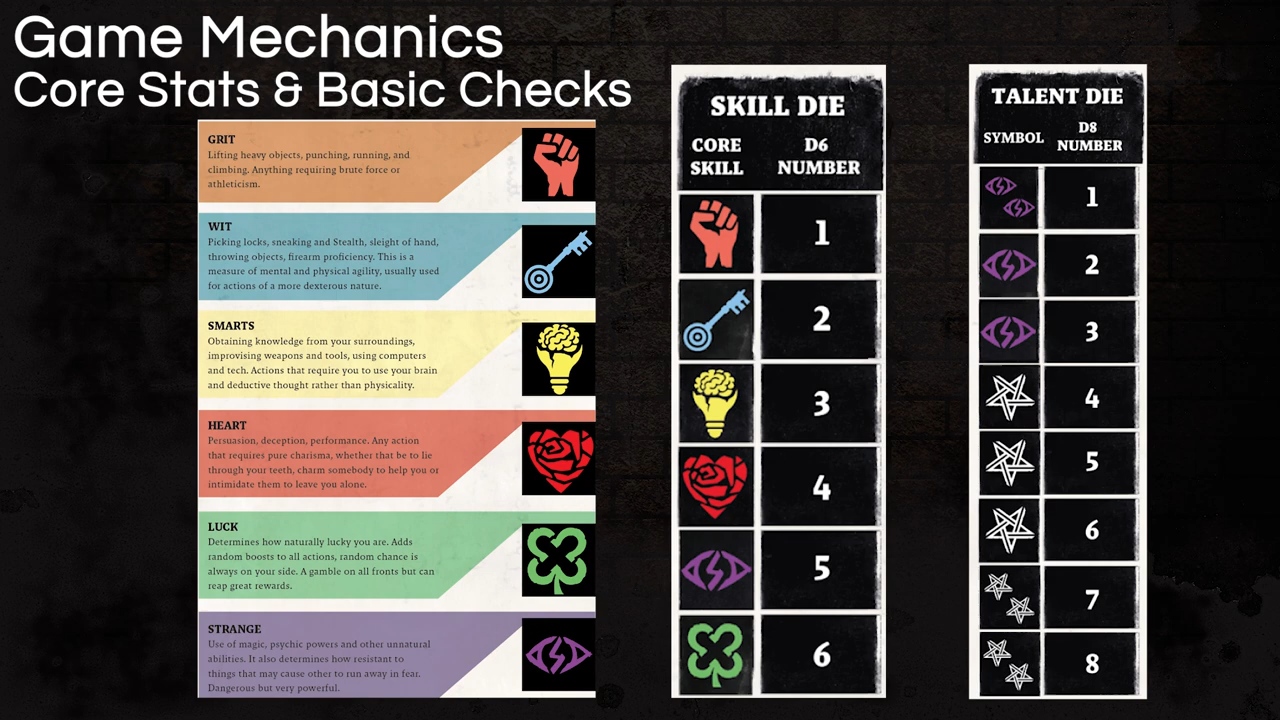 Game Mechanics
Core Stats & Basic Checks
GRIT
Lifting heavy objects, punching, running, and
climbing. Anything requiring brute force or
athleticism.
WIT
Picking locks, sneaking and Stealth, sleight of hand,
throwing objects, firearm proficiency. This is a
measure of mental and physical agility, usually used
for actions of a more dexterous nature.
SMARTS
Obtaining knowledge from your surroundings,
improvising weapons and tools, using computers
and tech. Actions that require you to use your brain
and deductive thought rather than physicality.
HEART
Persuasion, deception, performance. Any action
that requires pure charisma, whether that be to lie
through your teeth, charm somebody to help you or
intimidate them to leave you alone.
LUCK
Determines how naturally lucky you are. Adds
random boosts to all actions, random chance is
always on your side. A gamble on all fronts but can
reap great rewards.
STRANGE
Use of magic, psychic powers and other unnatural
abilities. It also determines how resistant to
things that may cause other to run away in fear.
Dangerous but very powerful.
SKILL DIE
CORE SKILL
D6 NUMBER
1
2
3
4
5
6
TALENT DIE
SYMBOL
D8 NUMBER
1
2
3
4
5
6
7
8